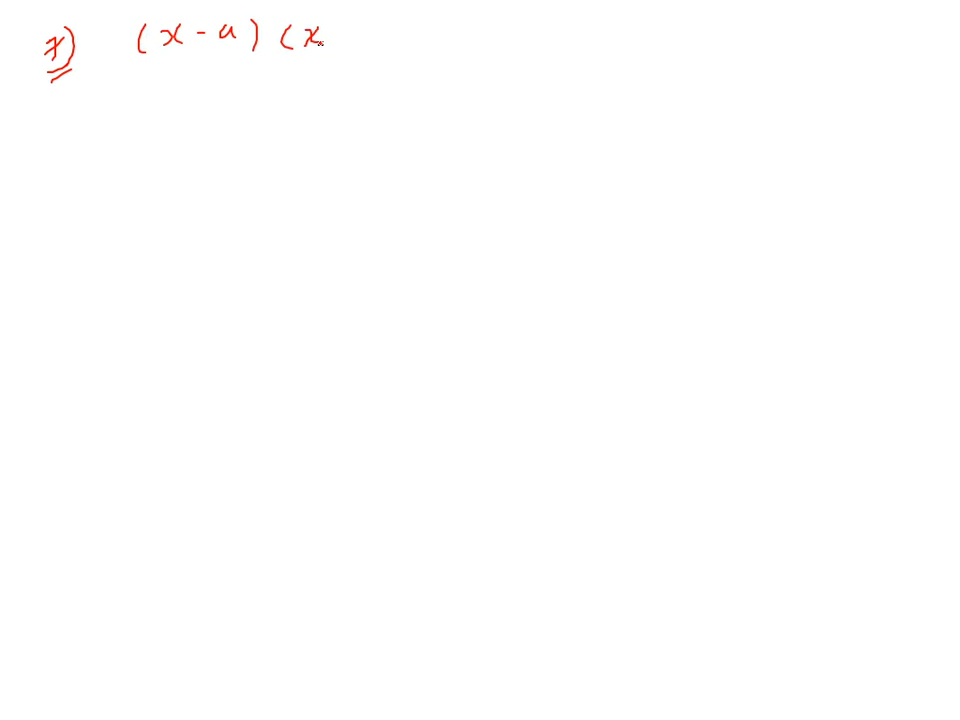 7) (x - a) (x